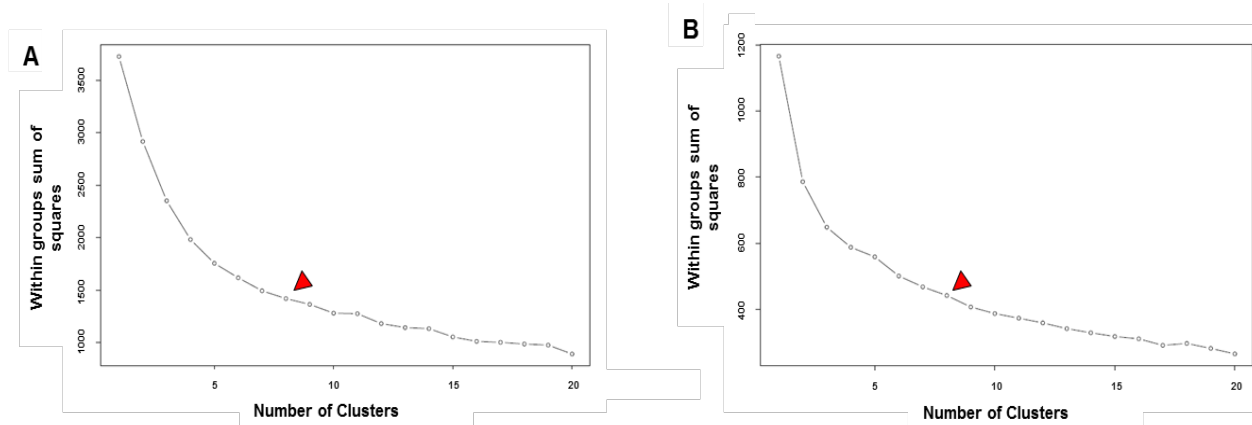 A
3500
3000
2500
2000
1500
1000
Within groups sum of
squares
5
10
15
20
Number of Clusters
B
1200
1000
800
600
400
Within groups sum of
squares
5
10
15
20
Number of Clusters